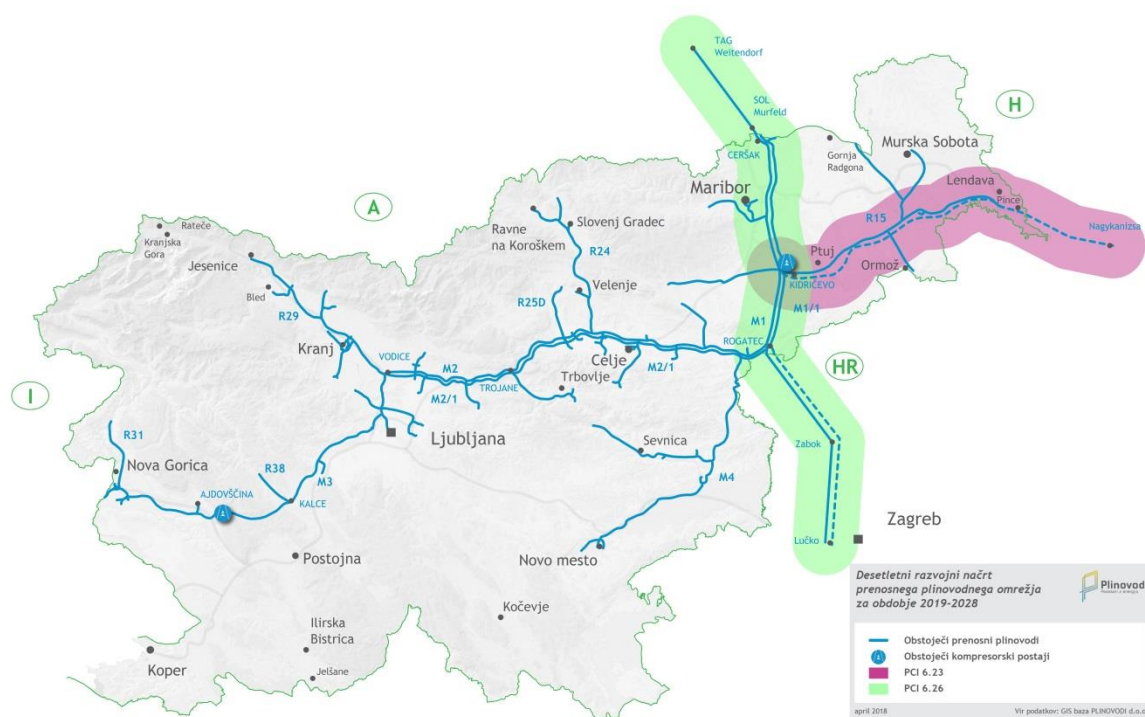 TAG
Weitendorf
SOL
Murfeld
H
CERŠAK
Gornja
Radgona
Murska Sobota
Maribor
Lendava
Pince
A
R15
Nagykanizsa
Rateče
Kranjska
Gora
Ravne
na Koroškem
Slovenj Gradec
R24
Jesenice
Ptuj
Ormož
KIDRIČEVO
Bled
Velenje
R29
R25D
M1
M1/1
Kranj
VODICE
M2
ROGATEC
Celje
M2/1
HR
TROJANE
Trbovlje
M2/1
I
Ljubljana
R31
Sevnica
Zabok
Nova Gorica
R38
M3
M4
AJDOVŠČINA
KALCE
Zagreb
Lučko
Postojna
Novo mesto
Kočevje
Ilirska
Bistrica
Koper
Jelšane
Desetletni razvojni načrt
prenosnega plinovodnega omrežja
za obdobje 2019-2028
Plinovodi
Obstoječi prenosni plinovodi
Obstoječi kompresorski postaji
PCI 6.23
PCI 6.26
april 2018
Vir podatkov: GIS baza PLINOVODI d.o.o.